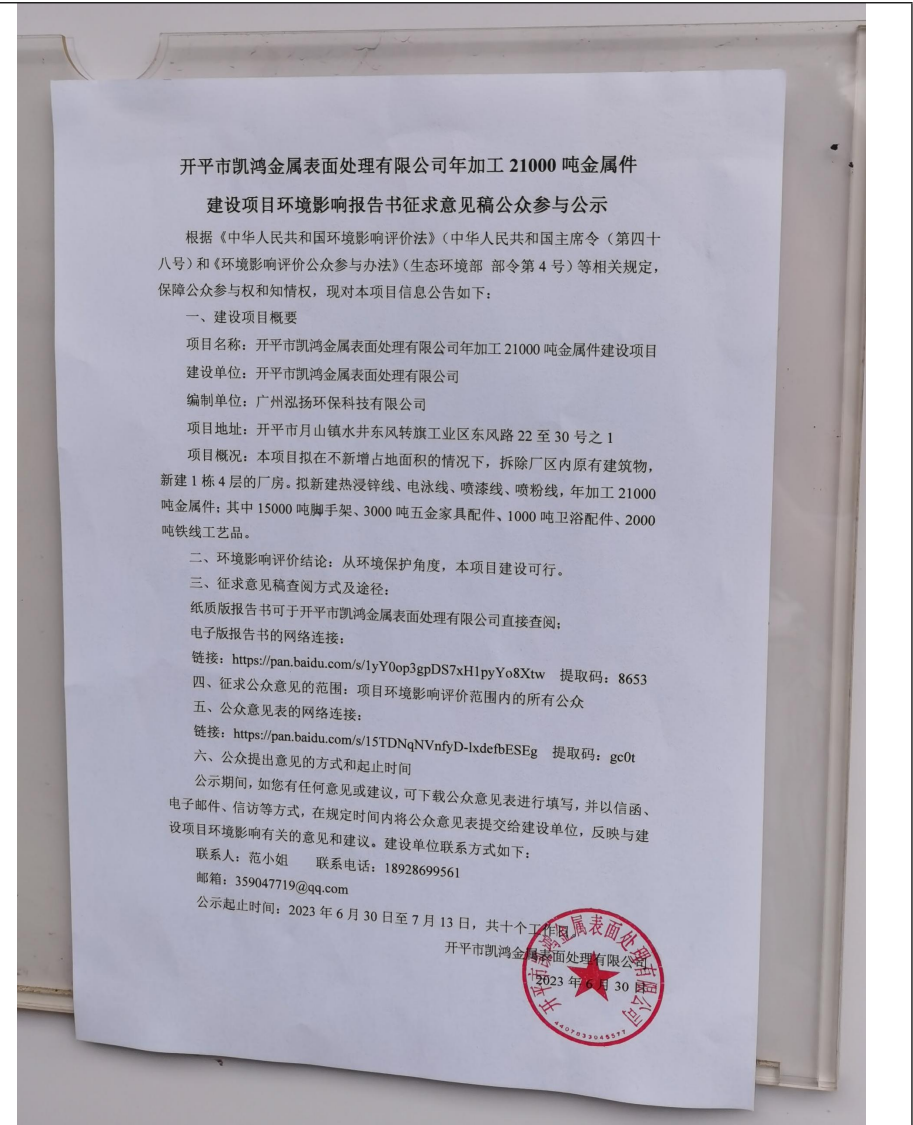 开平市凯鸿金属表面处理有限公司年加工 21000 吨金属件
建设项目环境影响报告书征求意见稿公众参与公示
根据《中华人民共和国环境影响评价法》（中华人民共和国主席令（第四十
八号）和《环境影响评价公众参与办法》（生态环境部 部令第 4 号）等相关规定，
保障公众参与权和知情权，现对本项目信息公告如下：
一、建设项目概要
项目名称：开平市凯鸿金属表面处理有限公司年加工 21000 吨金属件建设项目
建设单位：开平市凯鸿金属表面处理有限公司
编制单位：广州泓扬环保科技有限公司
项目地址：开平市月山镇水井东风转旗工业区东风路 22 至 30 号之 1
项目概况：本项目拟在不新增占地面积的情况下，拆除厂区内原有建筑物，
新建 1 栋 4 层的厂房。拟新建热浸锌线、电泳线、喷漆线、喷粉线，年加工 21000
吨金属件；其中 15000 吨脚手架、3000 吨五金家具配件、1000 吨卫浴配件、2000
吨铁线工艺品。
二、环境影响评价结论：从环境保护角度，本项目建设可行。
三、征求意见稿查阅方式及途径：
纸质版报告书可于开平市凯鸿金属表面处理有限公司直接查阅；
电子版报告书的网络连接：
链接：https://pan.baidu.com/s/1yY0op3gpDS7xH1pyYo8Xtw 提取码：8653
四、征求公众意见的范围：项目环境影响评价范围内的所有公众
五、公众意见表的网络连接：
链接：https://pan.baidu.com/s/15TDNqNVnfyD-lxdefbESEg 提取码：gc0t
六、公众提出意见的方式和起止时间
公示期间，如您有任何意见或建议，可下载公众意见表进行填写，并以信函、
电子邮件、信访等方式，在规定时间内将公众意见表提交给建设单位，反映与建
设项目环境影响有关的意见和建议。建设单位联系方式如下：
联系人：范小姐 联系电话：18928699561
邮箱：359047719@qq.com
公示起止时间：2023 年 6 月 30 日至 7 月 13 日，共十个工作日
开平市凯鸿金属表面处理有限公司
2023 年 6 月 30 日
开平市凯鸿金属表面处理有限公司